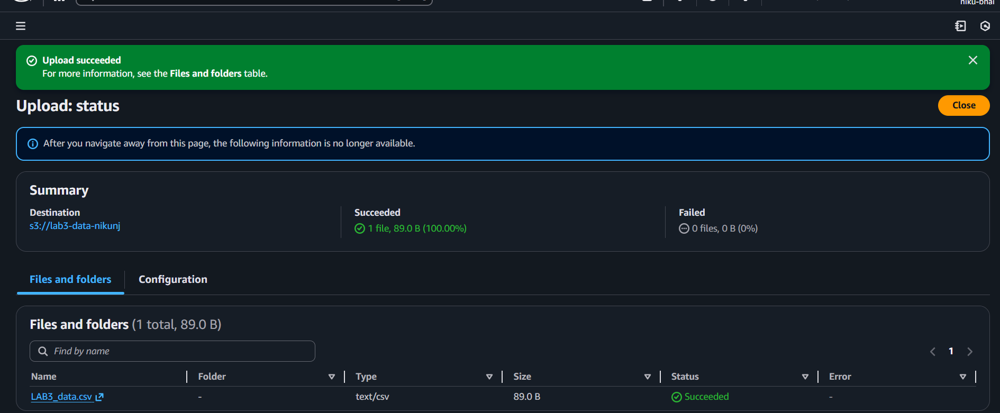 niku-bhai
Upload succeeded
For more information, see the Files and folders table.
Upload: status
Close
After you navigate away from this page, the following information is no longer available.
Summary
Destination
s3://lab3-data-nikunj
Succeeded
1 file, 89.0 B (100.00%)
Failed
0 files, 0 B (0%)
Files and folders
Configuration
Files and folders (1 total, 89.0 B)
Find by name
1
Name Folder Type Size Status Error
LAB3_data.csv - text/csv 89.0 B Succeeded -